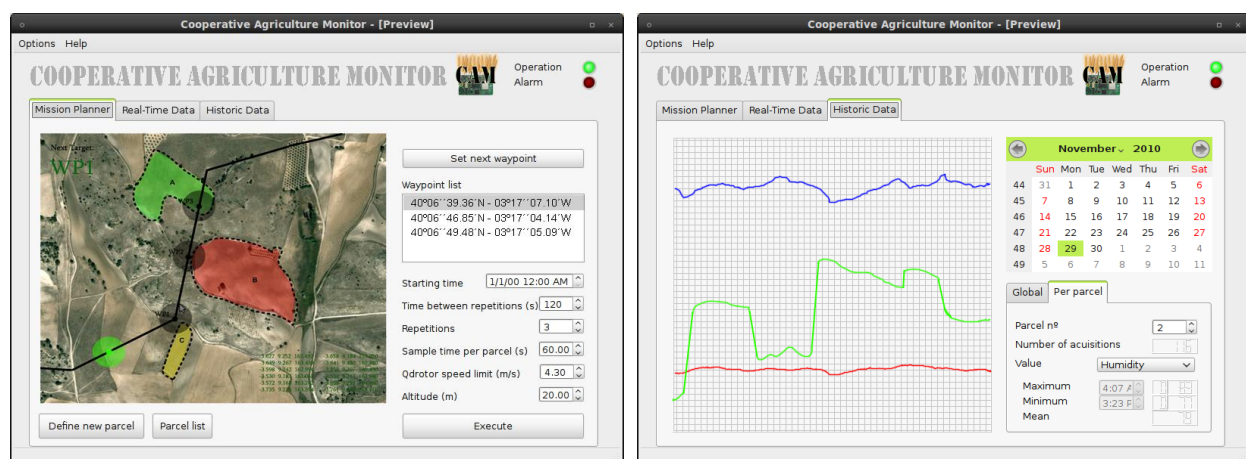 Cooperative Agriculture Monitor - [Preview]
Options Help
COOPERATIVE AGRICULTURE MONITOR CAM
Operation
Alarm
Mission Planner Real-Time Data Historic Data
Next Target:
WP1
A
B
C
Set next waypoint
Waypoint list
40º06´´39.36´N - 03º17´´07.10´W
40º06´´46.85´N - 03º17´´04.14´W
40º06´´49.48´N - 03º17´´05.09´W
Starting time 1/1/00 12:00 AM
Time between repetitions (s) 120
Repetitions 3
Sample time per parcel (s) 60.00
Qdrotor speed limit (m/s) 4.30
Altitude (m) 20.00
Define new parcel Parcel list Execute
Cooperative Agriculture Monitor - [Preview]
Options Help
COOPERATIVE AGRICULTURE MONITOR CAM
Operation
Alarm
Mission Planner Real-Time Data Historic Data
November 2010
Sun Mon Tue Wed Thu Fri Sat
44 31 1 2 3 4 5 6
45 7 8 9 10 11 12 13
46 14 15 16 17 18 19 20
47 21 22 23 24 25 26 27
48 28 29 30 1 2 3 4
49 5 6 7 8 9 10 11
Global Per parcel
Parcel nº 2
Number of acuisitions
Value Humidity
Maximum 4:07
Minimum 3:23
Mean